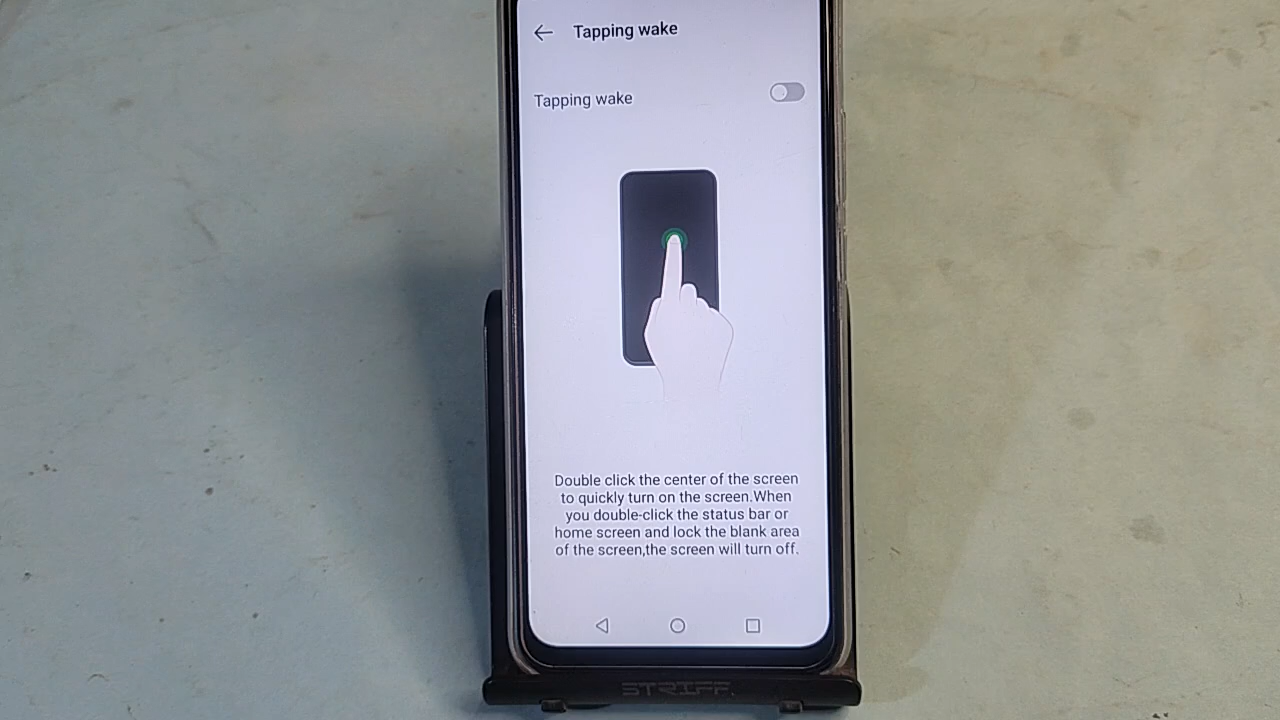 Tapping wake
Tapping wake
Double click the center of the screen
to quickly turn on the screen.When
you double-click the status bar or
home screen and lock the blank area
of the screen,the screen will turn off.
STRIFF